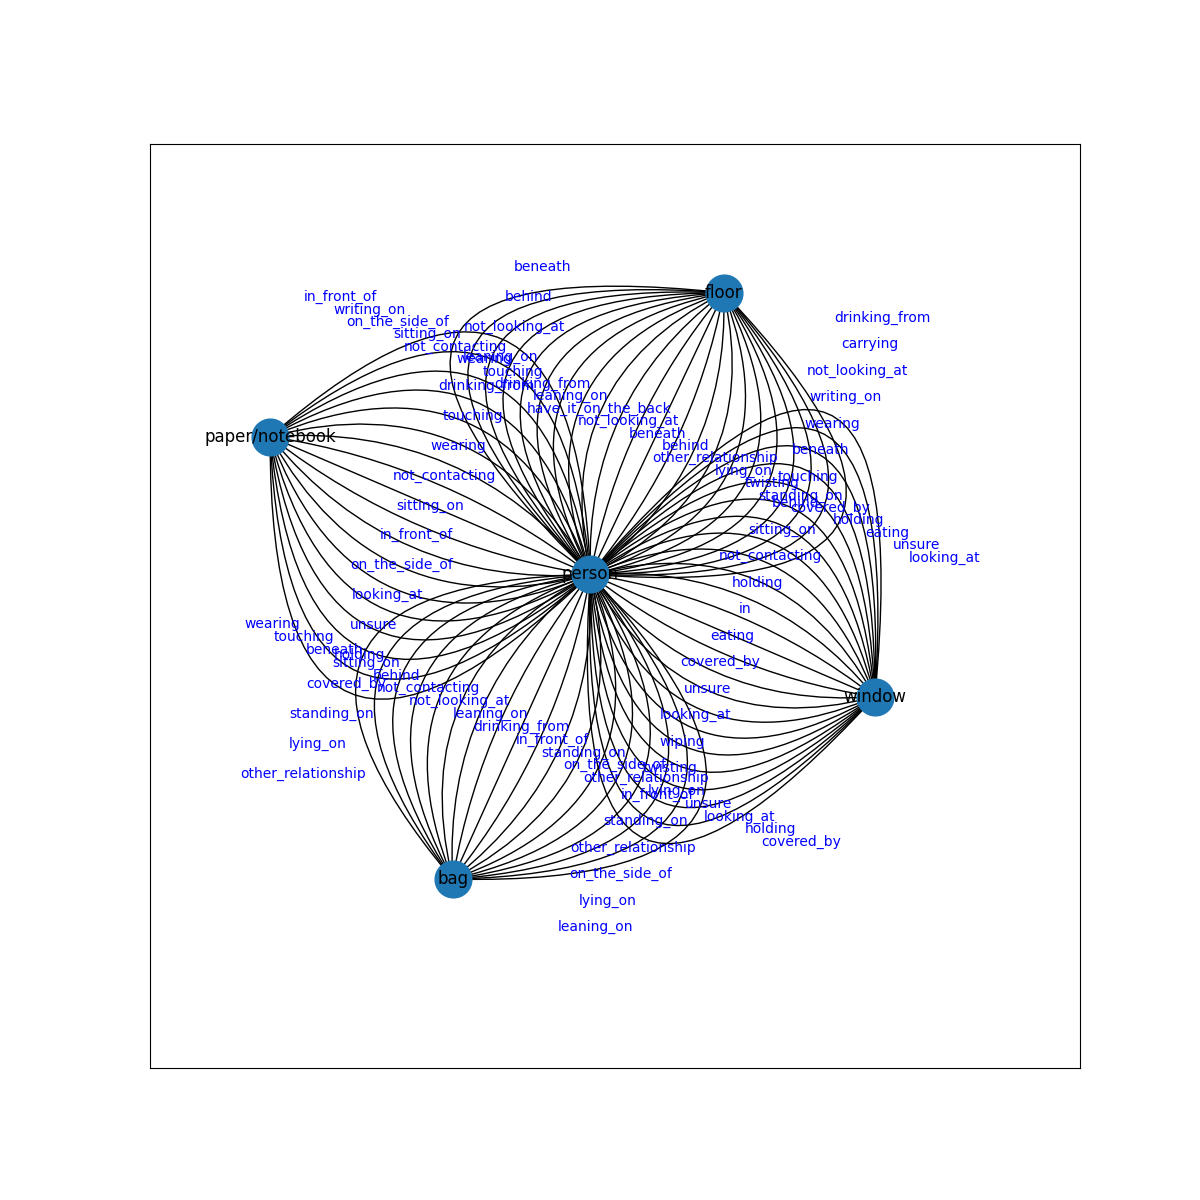 beneath
in_front_of
behind
writing_on
drinking_from
on_the_side_of
not_looking_at
sitting_on
carrying
not_contacting
leaning_on
wearing
touching
not_looking_at
drinking_from
drinking_from
leaning_on
writing_on
have_it_on_the_back
touching
not_looking_at
wearing
beneath
wearing
behind
beneath
other_relationship
lying_on
not_contacting
touching
twisting
standing_on
behind
sitting_on
covered_by
holding
sitting_on
eating
in_front_of
unsure
not_contacting
looking_at
on_the_side_of
holding
looking_at
in
wearing
unsure
touching
eating
beneath
holding
sitting_on
covered_by
behind
covered_by
not_contacting
unsure
not_looking_at
standing_on
leaning_on
looking_at
drinking_from
in_front_of
wiping
lying_on
standing_on
on_the_side_of
twisting
other_relationship
other_relationship
lying_on
in_front_of
unsure
looking_at
standing_on
holding
covered_by
other_relationship
on_the_side_of
lying_on
leaning_on
floor
paper/notebook
person
window
bag